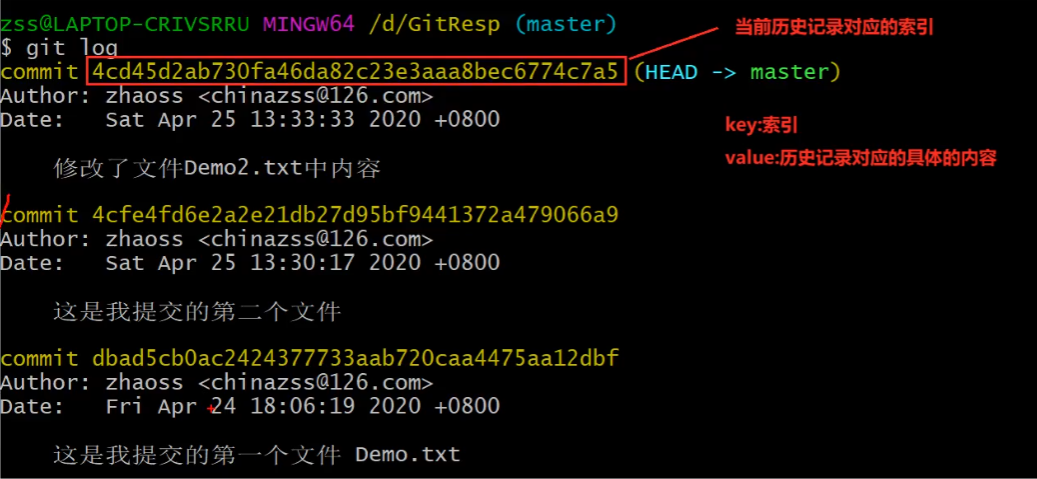 zss@LAPTOP-CRIVSRRU MINGW64 /d/GitResp (master)
当前历史记录对应的索引
$ git log
commit 4cd45d2ab730fa46da82c23e3aaa8bec6774c7a5 (HEAD -> master)
Author: zhaoss <chinazss@126.com>
Date:   Sat Apr 25 13:33:33 2020 +0800
key:索引
value:历史记录对应的具体的内容
修改了文件Demo2.txt中内容
commit 4cfe4fd6e2a2e21db27d95bf9441372a479066a9
Author: zhaoss <chinazss@126.com>
Date:   Sat Apr 25 13:30:17 2020 +0800
这是我提交的第二个文件
commit dbad5cb0ac2424377733aab720caa4475aa12dbf
Author: zhaoss <chinazss@126.com>
Date:   Fri Apr 24 18:06:19 2020 +0800
这是我提交的第一个文件 Demo.txt